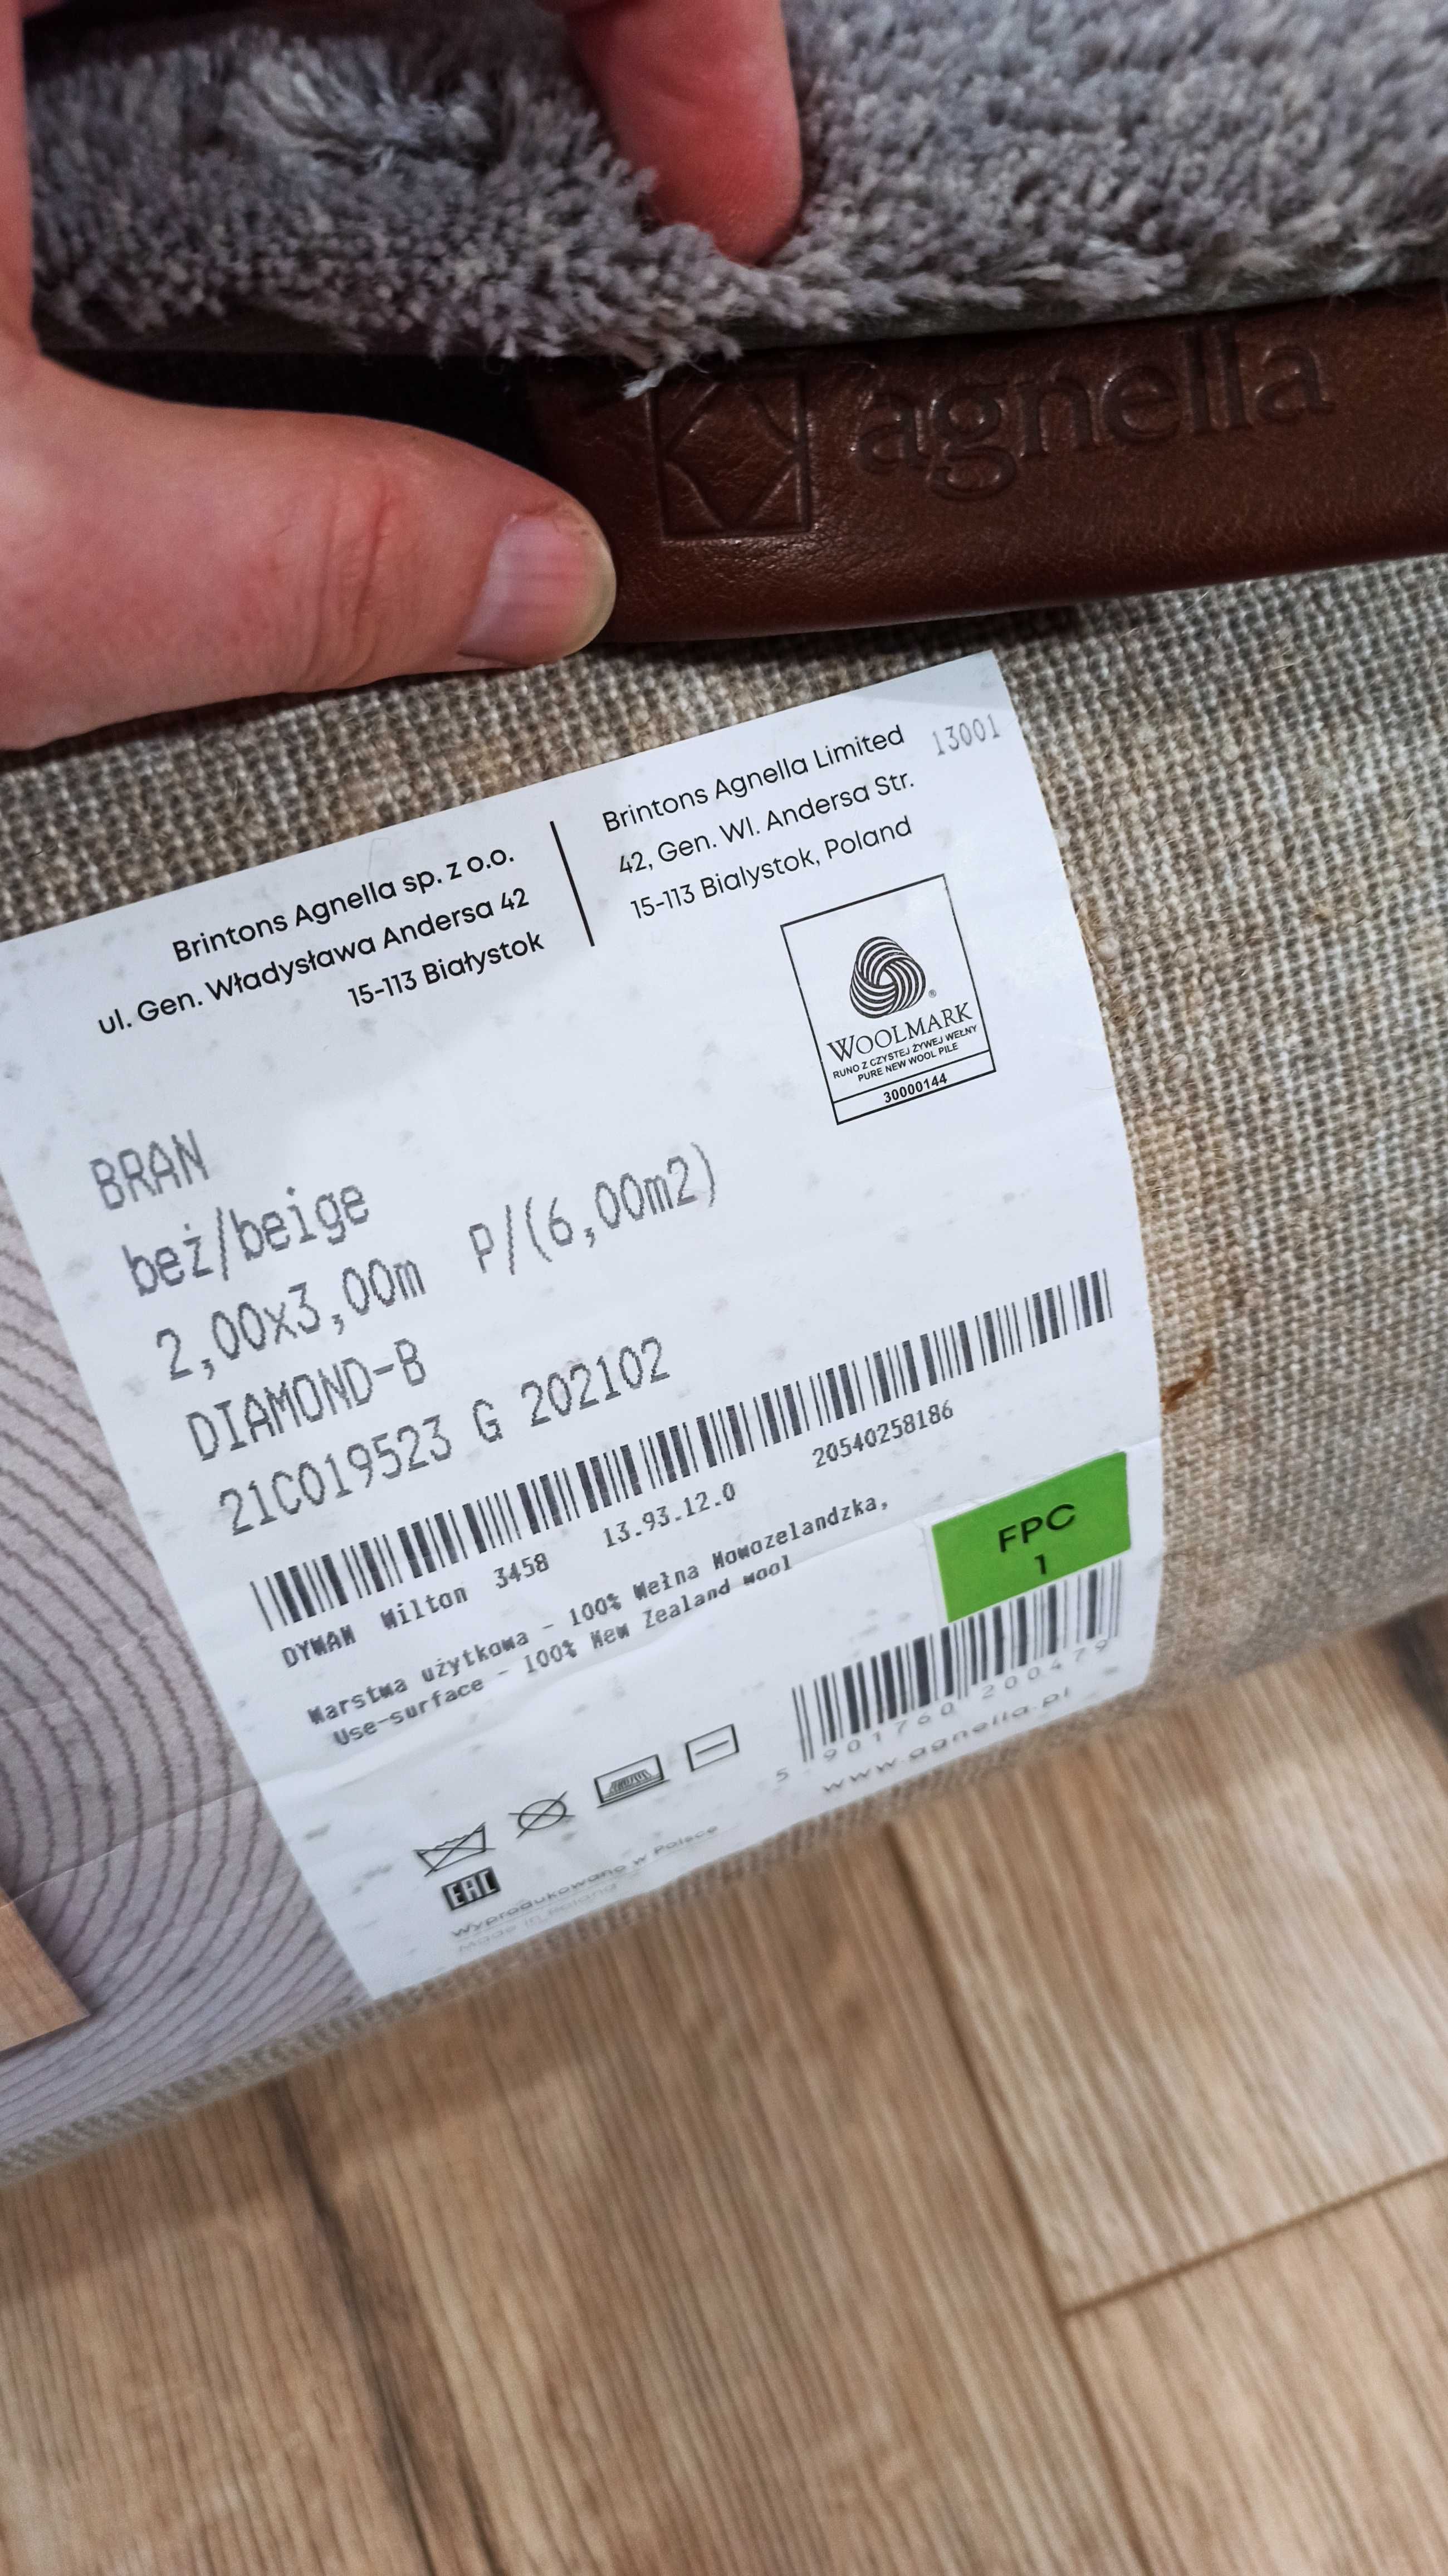 agnella
Brintons Agnella sp. z o.o.
ul. Gen. Władysława Andersa 42
15-113 Białystok
Brintons Agnella Limited
42, Gen. Wl. Andersa Str.
15-113 Bialystok, Poland
13001
WOOLMARK
®
RUNO Z CZYSTEJ ŻYWEJ WEŁNY
PURE NEW WOOL PILE
30000144
BRAN
beż/beige
2,00x3,00m P/(6,00m2)
DIAMOND-B
21C019523 G 202102
DYWAN Wilton 3458 13.93.12.0 20540258186
Warstwa użytkowa - 100% Wełna Nowozelandzka,
Use-surface - 100% New Zealand wool
FPC
1
5 901760 200479
www.agnella.pl
EAC
Wyprodukowano w Polsce
Made in Poland